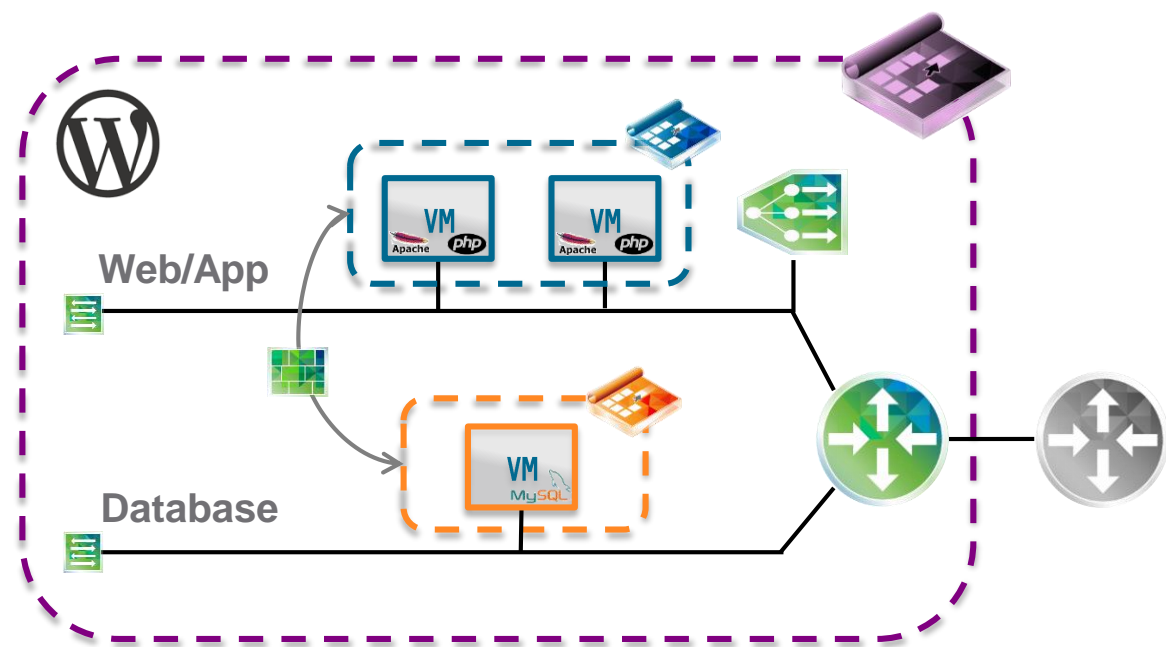 W
VM
Apache
php
VM
Apache
php
Web/App
VM
MySQL
Database